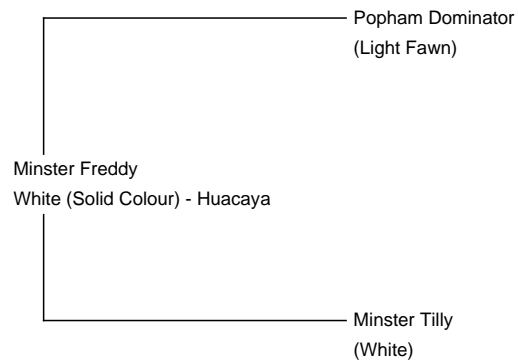 Popham Dominator
(Light Fawn)
Minster Freddy
White (Solid Colour) - Huacaya
Minster Tilly
(White)